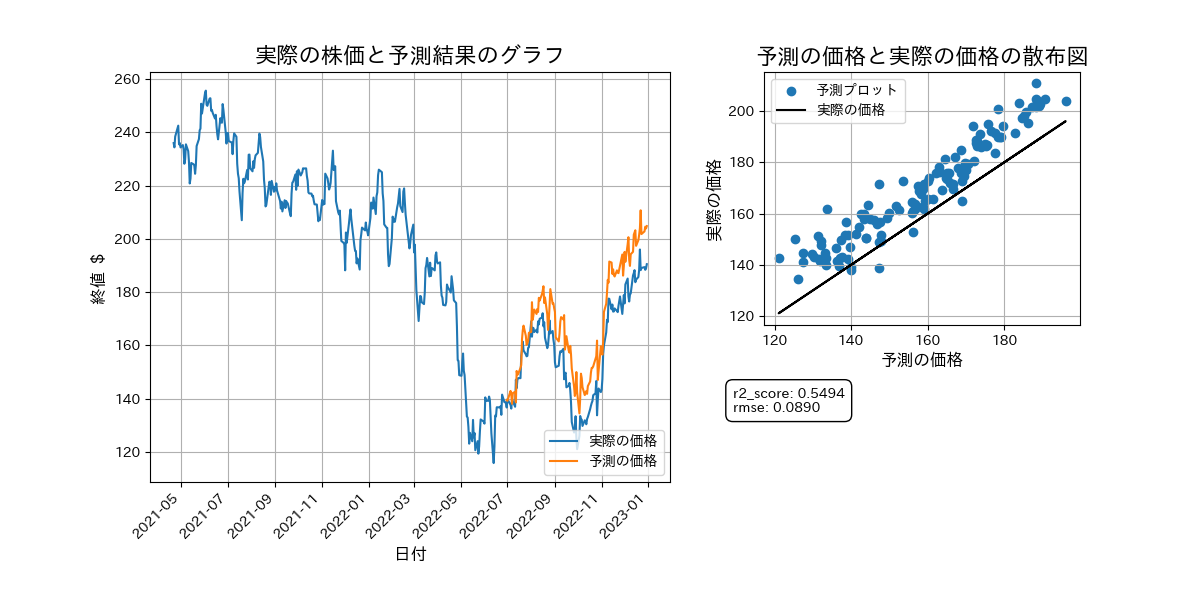 実際の株価と予測結果のグラフ
終値 $
260
240
220
200
180
160
140
120
2021-05
2021-07
2021-09
2021-11
2022-01
2022-03
2022-05
2022-07
2022-09
2022-11
2023-01
日付
実際の価格
予測の価格
予測の価格と実際の価格の散布図
予測プロット
実際の価格
実際の価格
200
180
160
140
120
120
140
160
180
予測の価格
r2_score: 0.5494
rmse: 0.0890